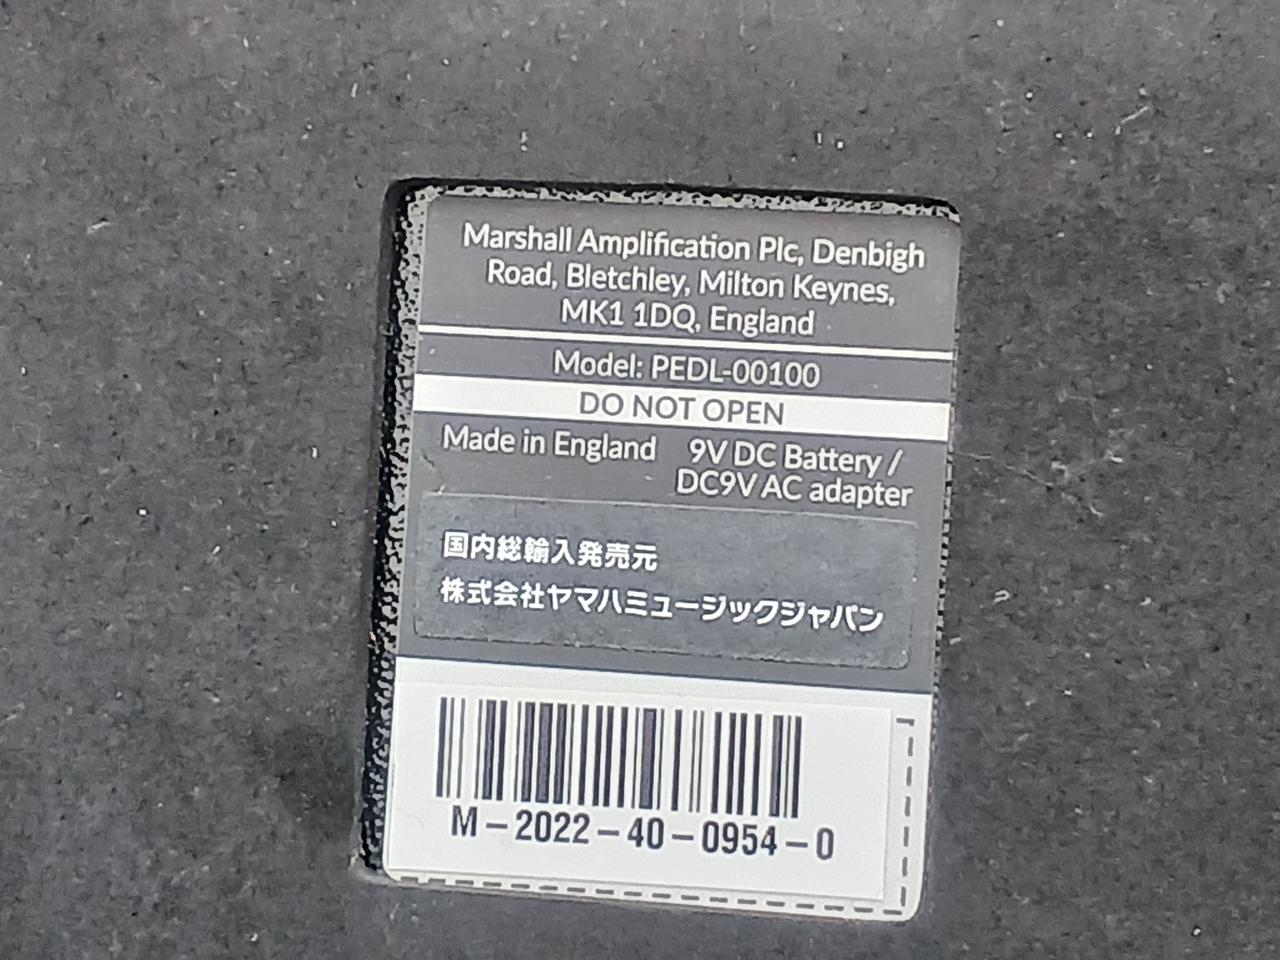 Marshall Amplification Plc, Denbigh
Road, Bletchley, Milton Keynes,
MK1 1DQ, England
Model: PEDL-00100
DO NOT OPEN
Made in England 9V DC Battery /
DC9V AC adapter
国内総輸入発売元
株式会社ヤマハミュージックジャパン
M-2022-40-0954-0